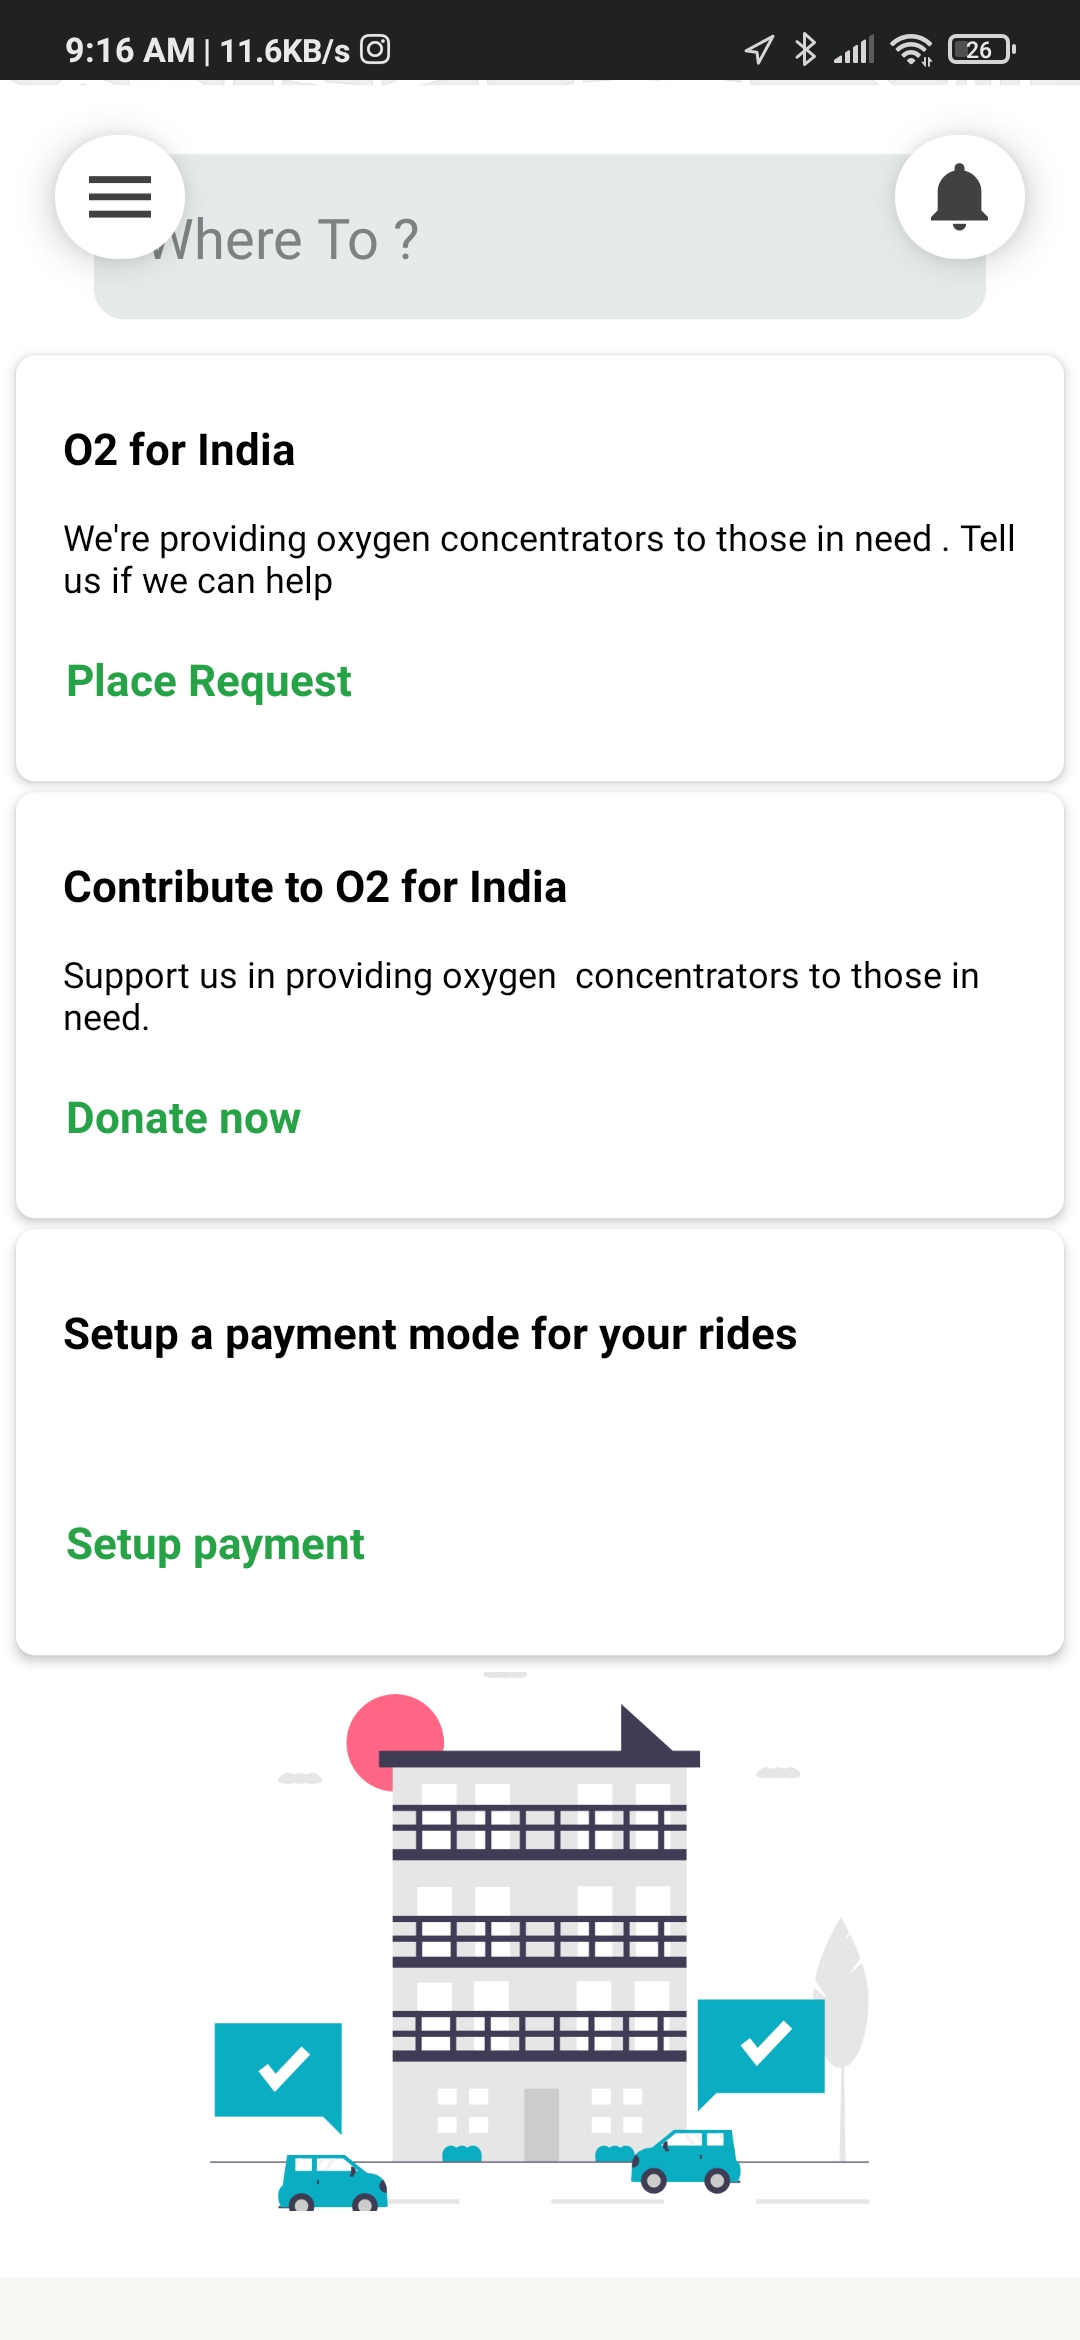 9:16 AM | 11.6KB/s
26
Where To ?
O2 for India
We're providing oxygen concentrators to those in need . Tell
us if we can help
Place Request
Contribute to O2 for India
Support us in providing oxygen  concentrators to those in
need.
Donate now
Setup a payment mode for your rides
Setup payment